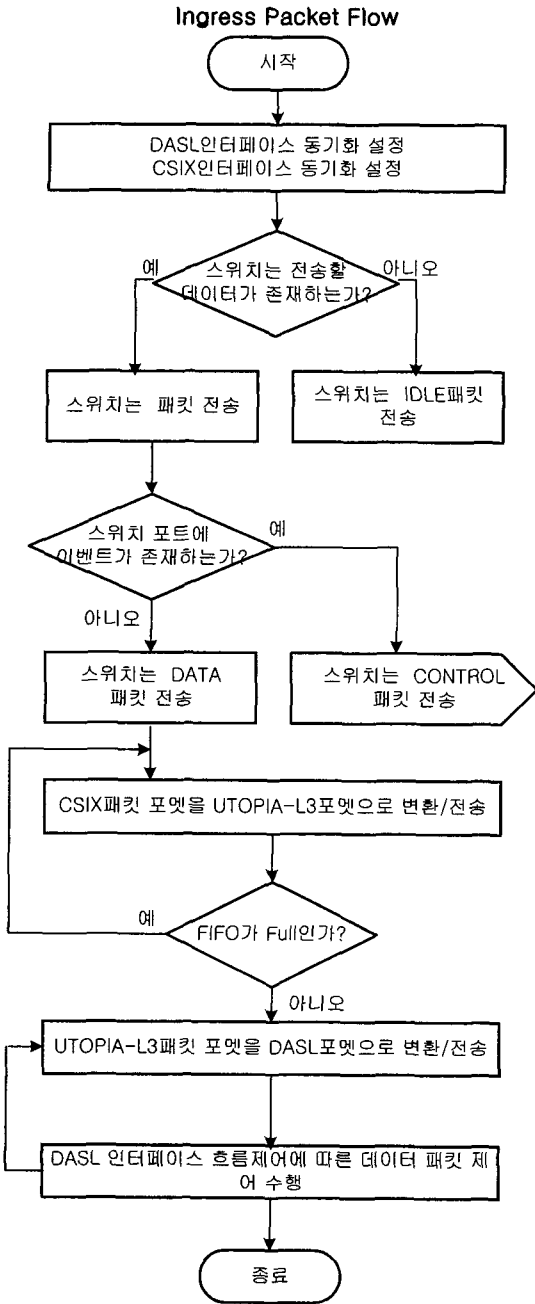 Ingress Packet Flow
시작
DASL인터페이스 동기화 설정
CSIX인터페이스 동기화 설정
예
스위치는 전송할
데이터가 존재하는가?
아니오
스위치는 패킷 전송
스위치는 IDLE패킷
전송
스위치 포트에
이벤트가 존재하는가?
예
아니오
스위치는 DATA
패킷 전송
스위치는 CONTROL
패킷 전송
CSIX패킷 포멧을 UTOPIA-L3포멧으로 변환/전송
예
FIFO가 Full인가?
아니오
UTOPIA-L3패킷 포멧을 DASL포멧으로 변환/전송
DASL 인터페이스 흐름제어에 따른 데이터 패킷 제
어 수행
종료